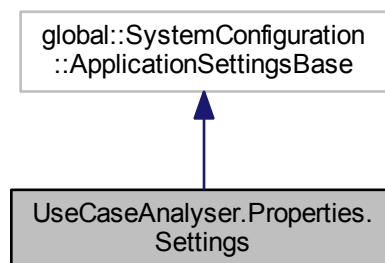 global::SystemConfiguration
::ApplicationSettingsBase
UseCaseAnalyser.Properties.
Settings